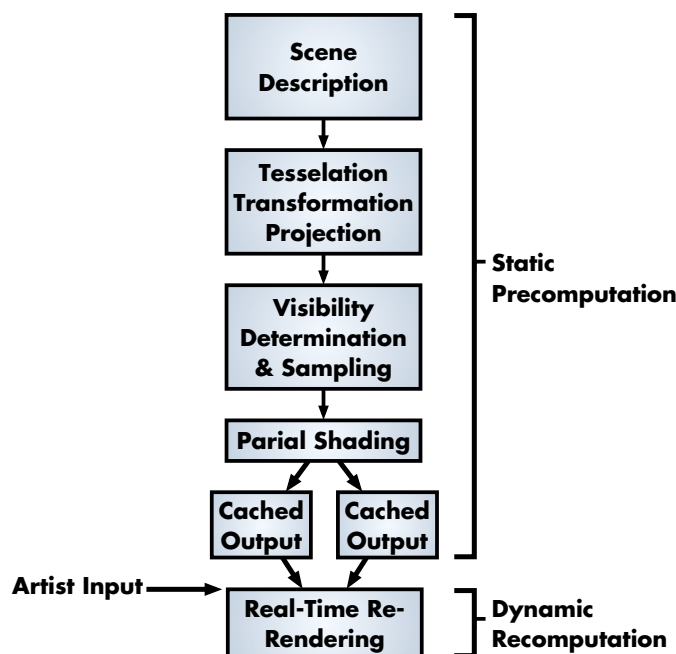 Scene
Description
Tesselation
Transformation
Projection
Static
Precomputation
Visibility
Determination
& Sampling
Parial Shading
Cached
Output
Cached
Output
Artist Input
Real-Time Re-
Rendering
Dynamic
Recomputation